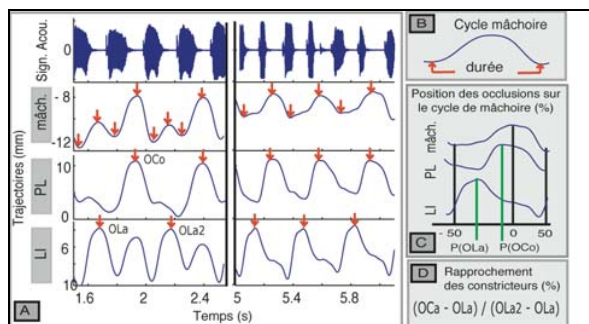 Sign. Acou.
0
mâch.
- 8
-12
Trajectoires (mm)
PL
10
0
OCo
LI
6
10
OLa
OLa2
1.6
2
2.4
5
5.4
5.8
Temps (s)
A
B
Cycle mâchoire
durée
Position des occlusions sur
le cycle de mâchoire (%)
mâch.
PL
LI
- 50
0
50
P(OLa)
P(OCo)
C
D
Rapprochement
des constricteurs (%)
(OCa - OLa) / (OLa2 - OLa)